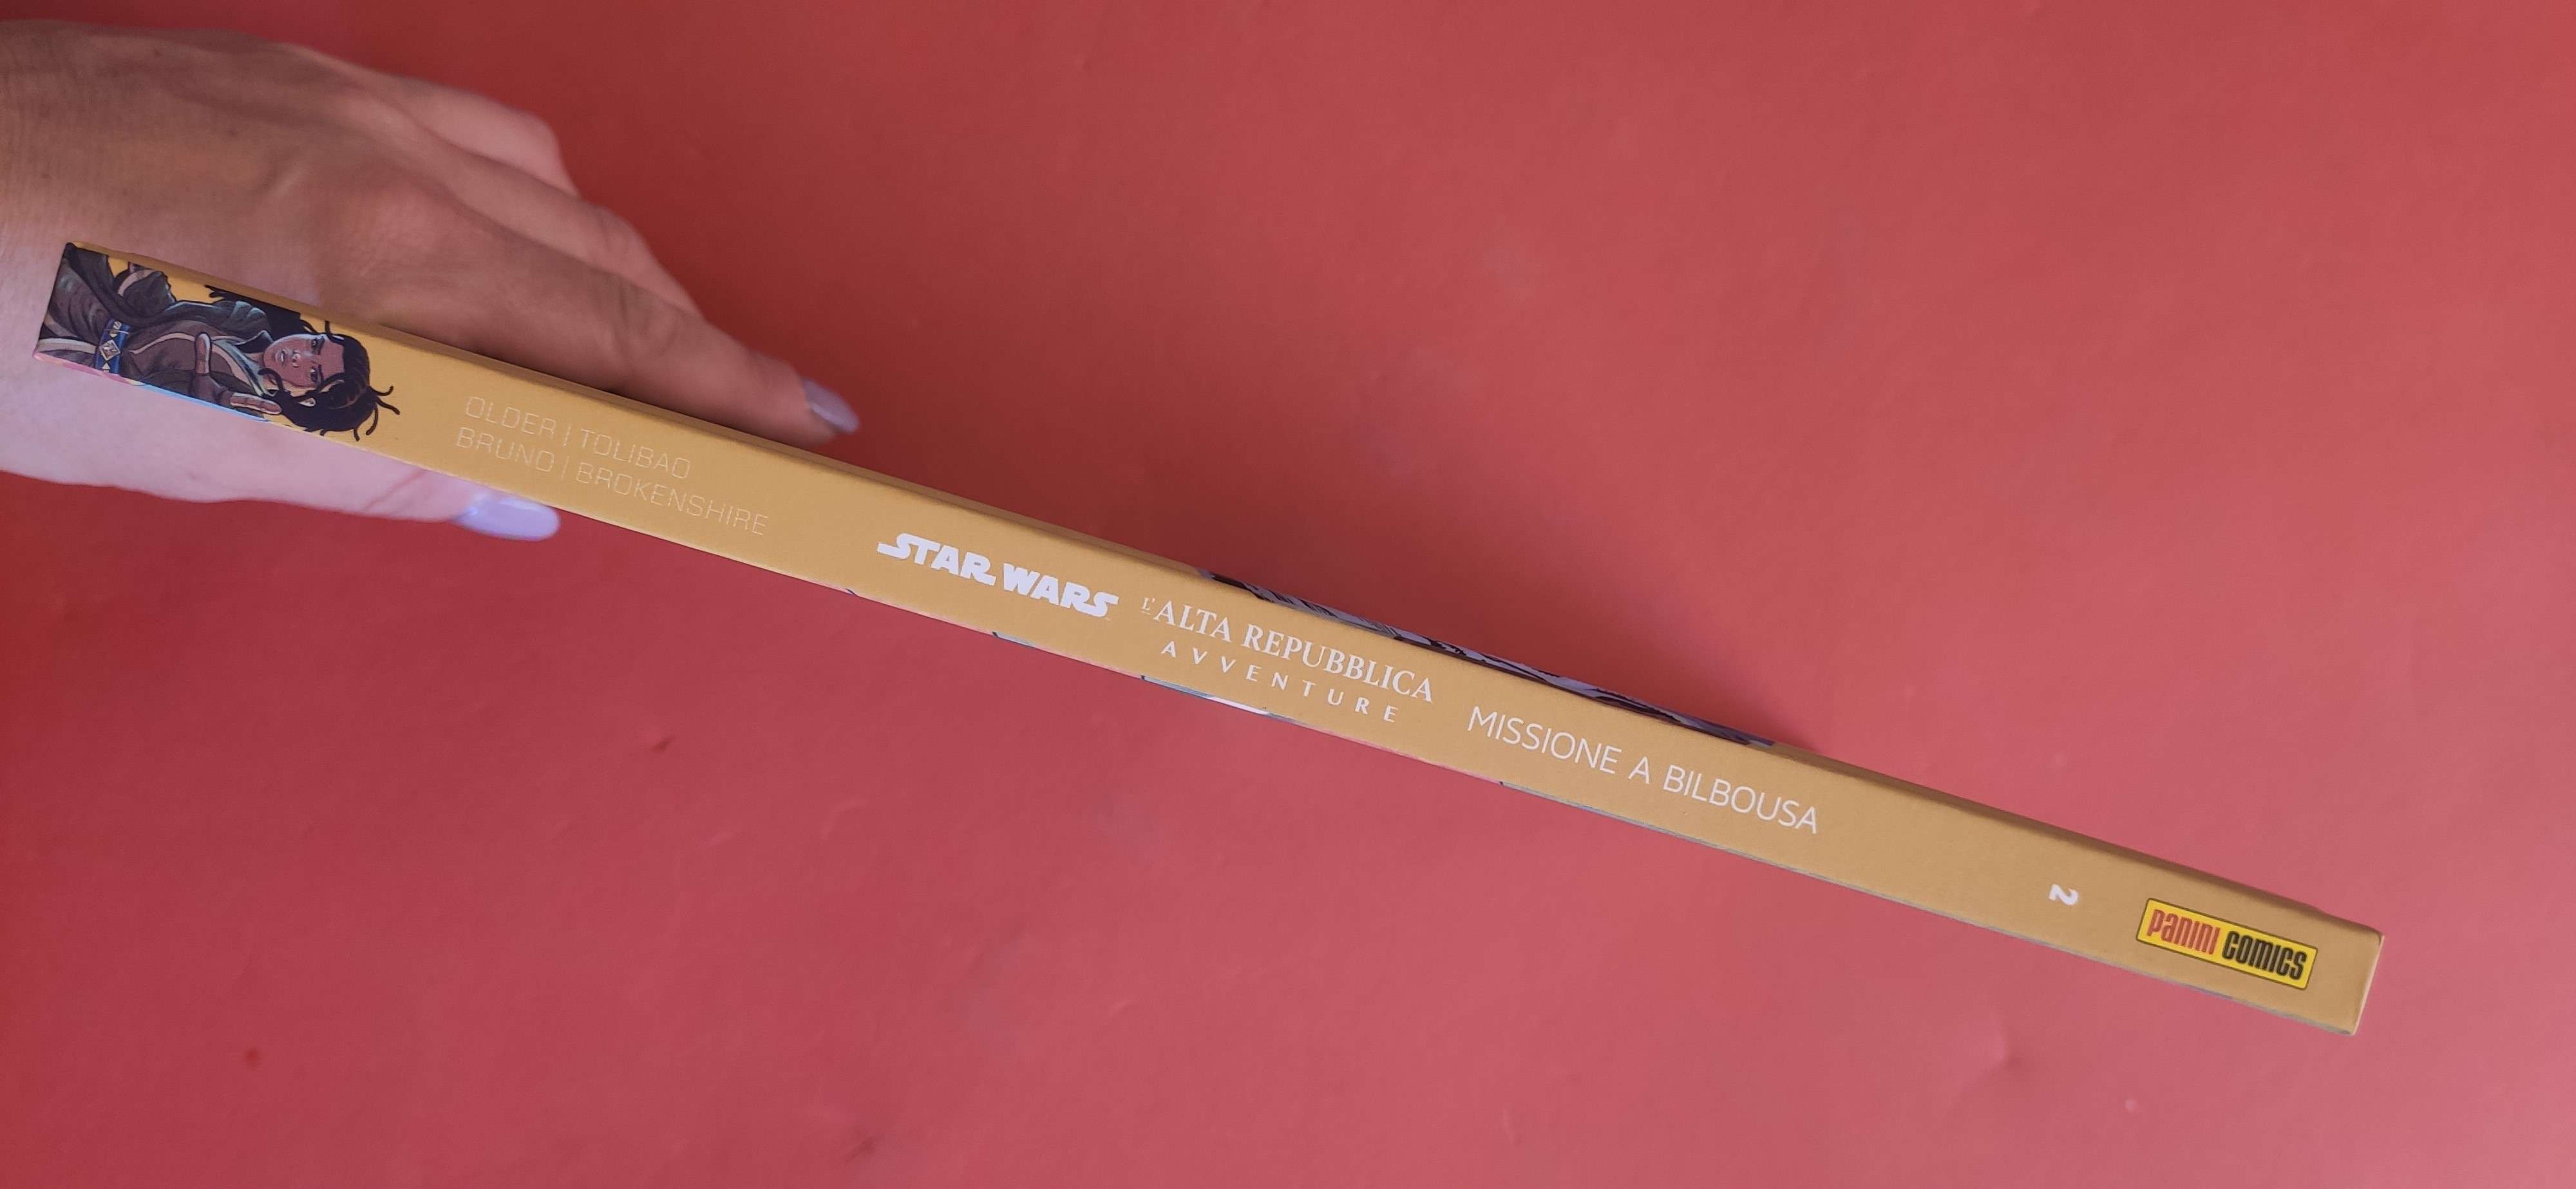 OLDER | TOLIBAO
BRUNO | BROKENSHIRE
STAR WARS
L'ALTA REPUBBLICA
AVVENTURE
MISSIONE A BILBOUSA
2
PANINI COMICS